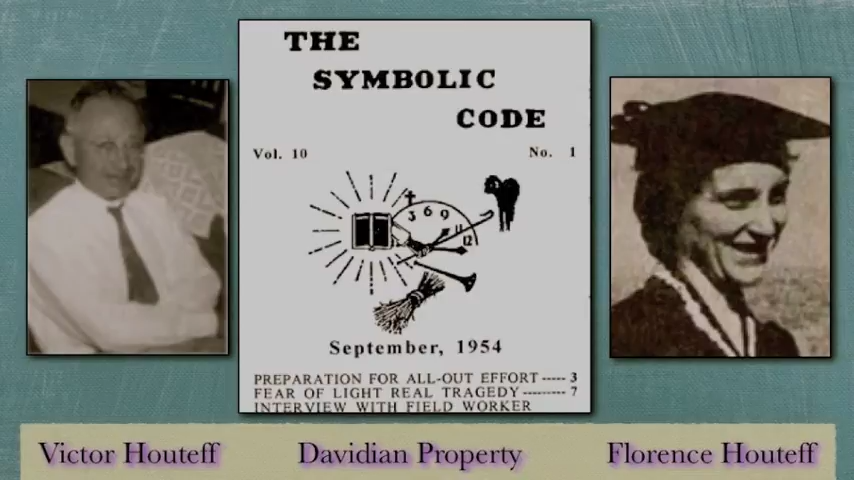 THE
SYMBOLIC
CODE
Vol. 10 No. 1
3 6 9 11 12
September, 1954
PREPARATION FOR ALL-OUT EFFORT ---- 3
FEAR OF LIGHT REAL TRAGEDY -------- 7
INTERVIEW WITH FIELD WORKER
Victor Houteff Davidian Property Florence Houteff